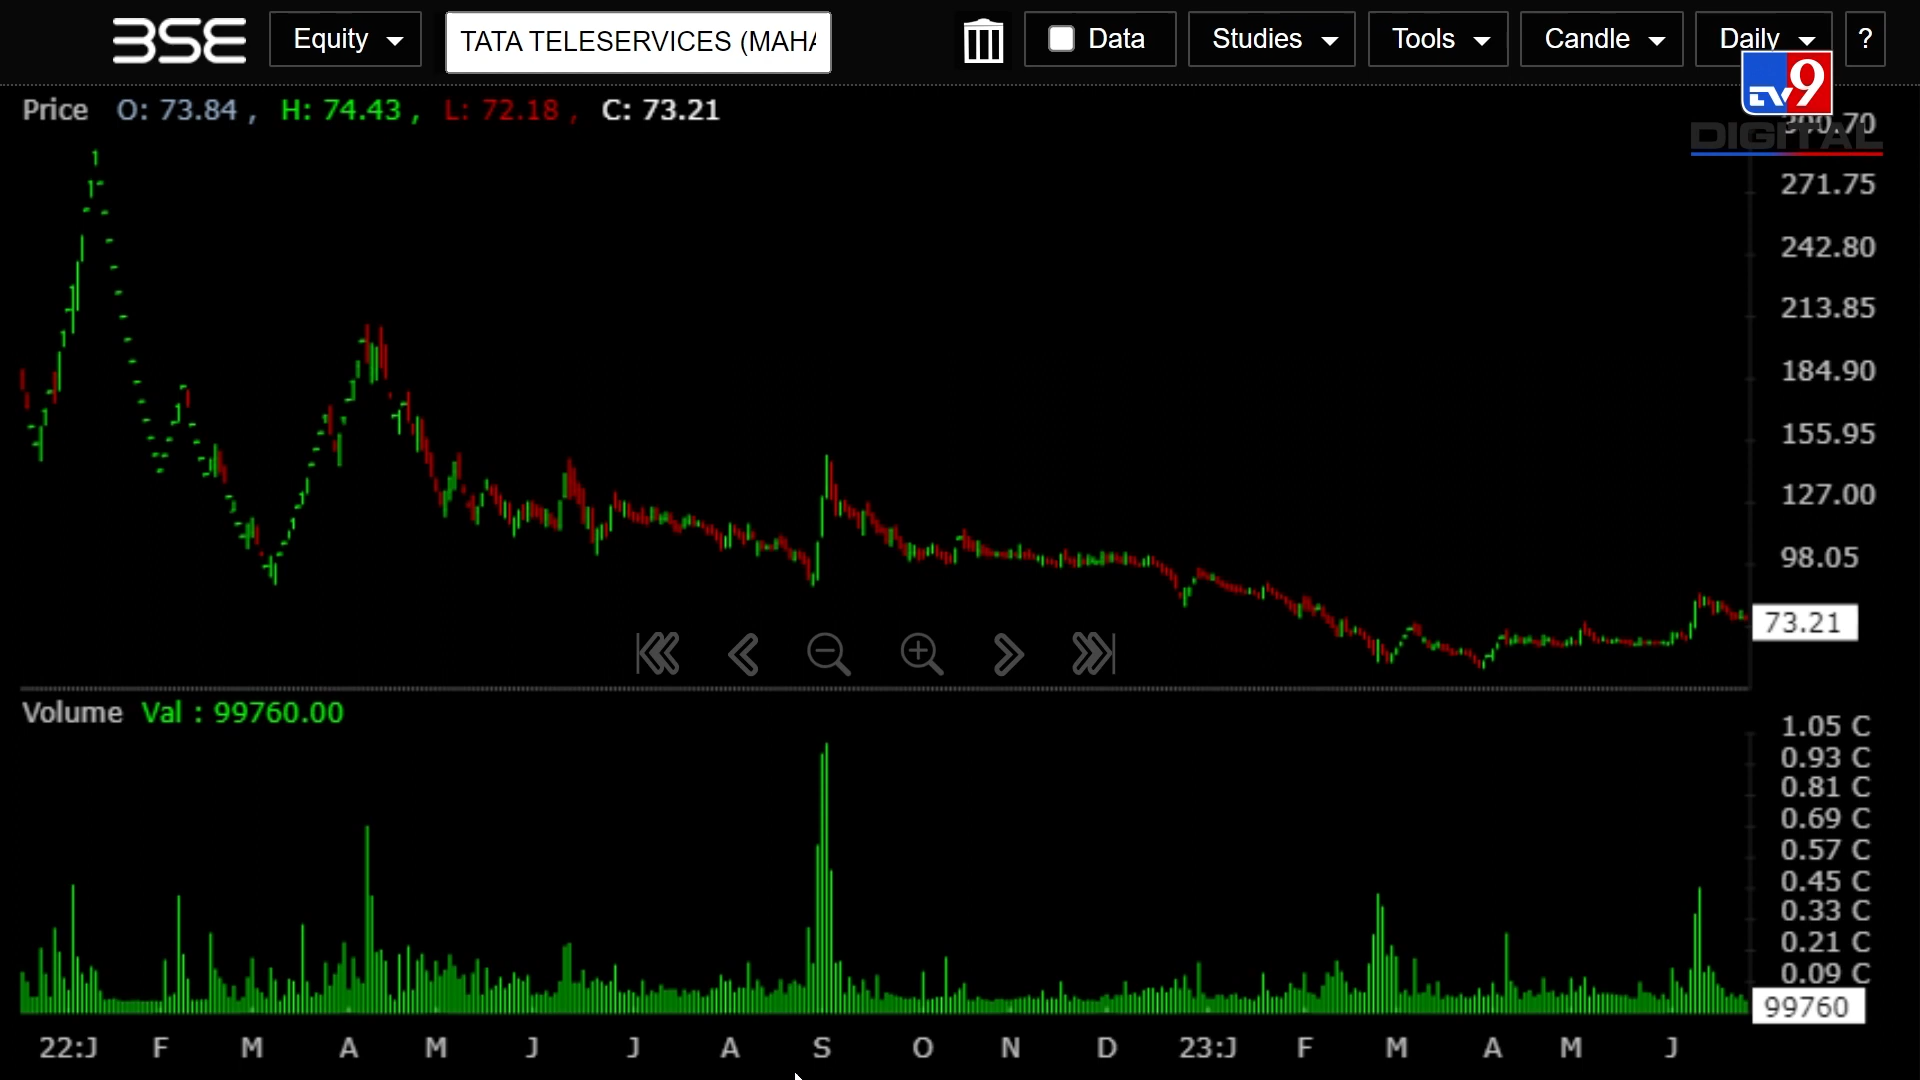 BSE Equity TATA TELESERVICES (MAHA Data Studies Tools Candle Daily ?
TV9
DIGITAL
Price O: 73.84 , H: 74.43 , L: 72.18 , C: 73.21
300.70
271.75
242.80
213.85
184.90
155.95
127.00
98.05
73.21
Volume Val : 99760.00
1.05 C
0.93 C
0.81 C
0.69 C
0.57 C
0.45 C
0.33 C
0.21 C
0.09 C
99760
22:J F M A M J J A S O N D 23:J F M A M J